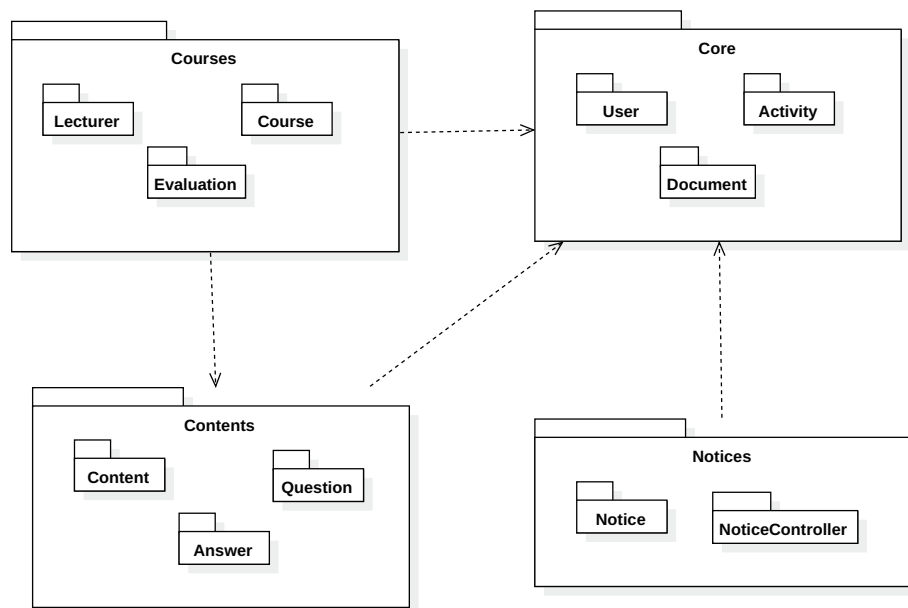 Courses
Lecturer
Course
Evaluation
Core
User
Activity
Document
Contents
Content
Question
Answer
Notices
Notice
NoticeController